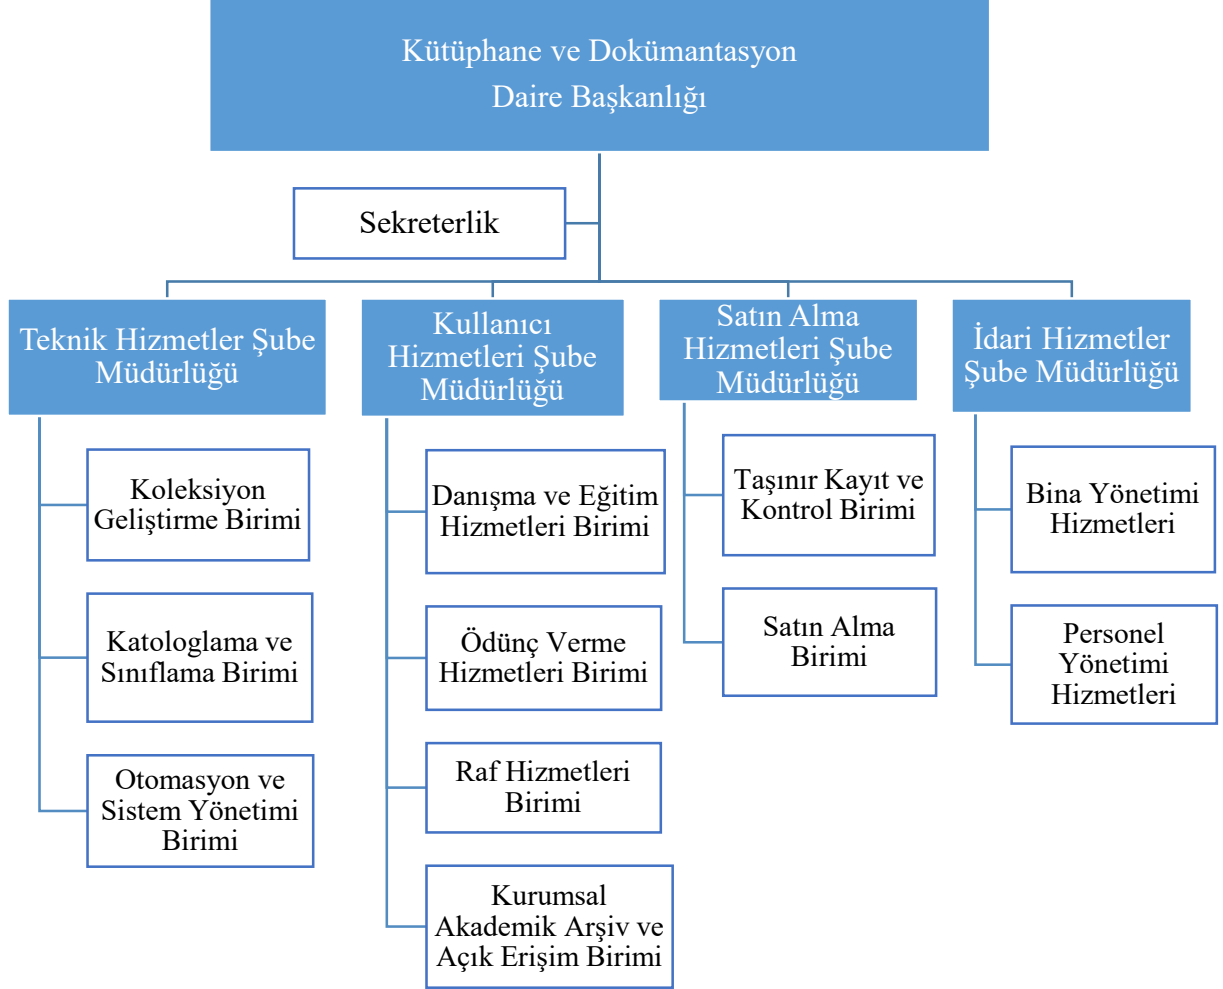 Kütüphane ve Dokümantasyon
Daire Başkanlığı
Sekreterlik
Teknik Hizmetler Şube
Müdürlüğü
Kullanıcı
Hizmetleri Şube
Müdürlüğü
Satın Alma
Hizmetleri Şube
Müdürlüğü
İdari Hizmetler
Şube Müdürlüğü
Koleksiyon
Geliştirme Birimi
Katologlama ve
Sınıflama Birimi
Otomasyon ve
Sistem Yönetimi
Birimi
Danışma ve Eğitim
Hizmetleri Birimi
Ödünç Verme
Hizmetleri Birimi
Raf Hizmetleri
Birimi
Kurumsal
Akademik Arşiv ve
Açık Erişim Birimi
Taşınır Kayıt ve
Kontrol Birimi
Satın Alma
Birimi
Bina Yönetimi
Hizmetleri
Personel
Yönetimi
Hizmetleri